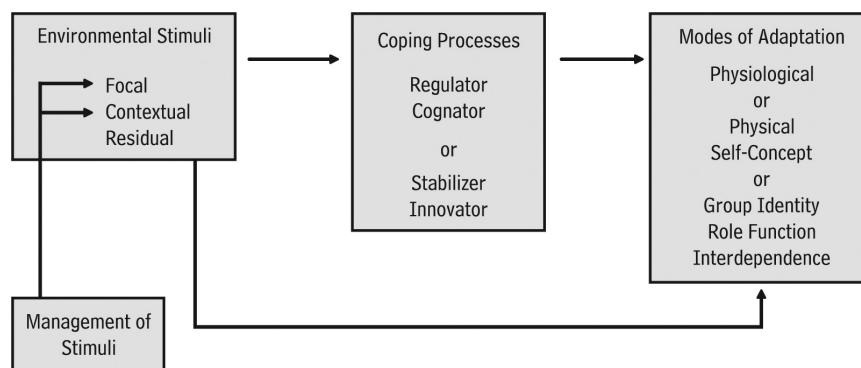 Environmental Stimuli
Focal
Contextual
Residual
Management of
Stimuli
Coping Processes
Regulator
Cognator
or
Stabilizer
Innovator
Modes of Adaptation
Physiological
or
Physical
Self-Concept
or
Group Identity
Role Function
Interdependence